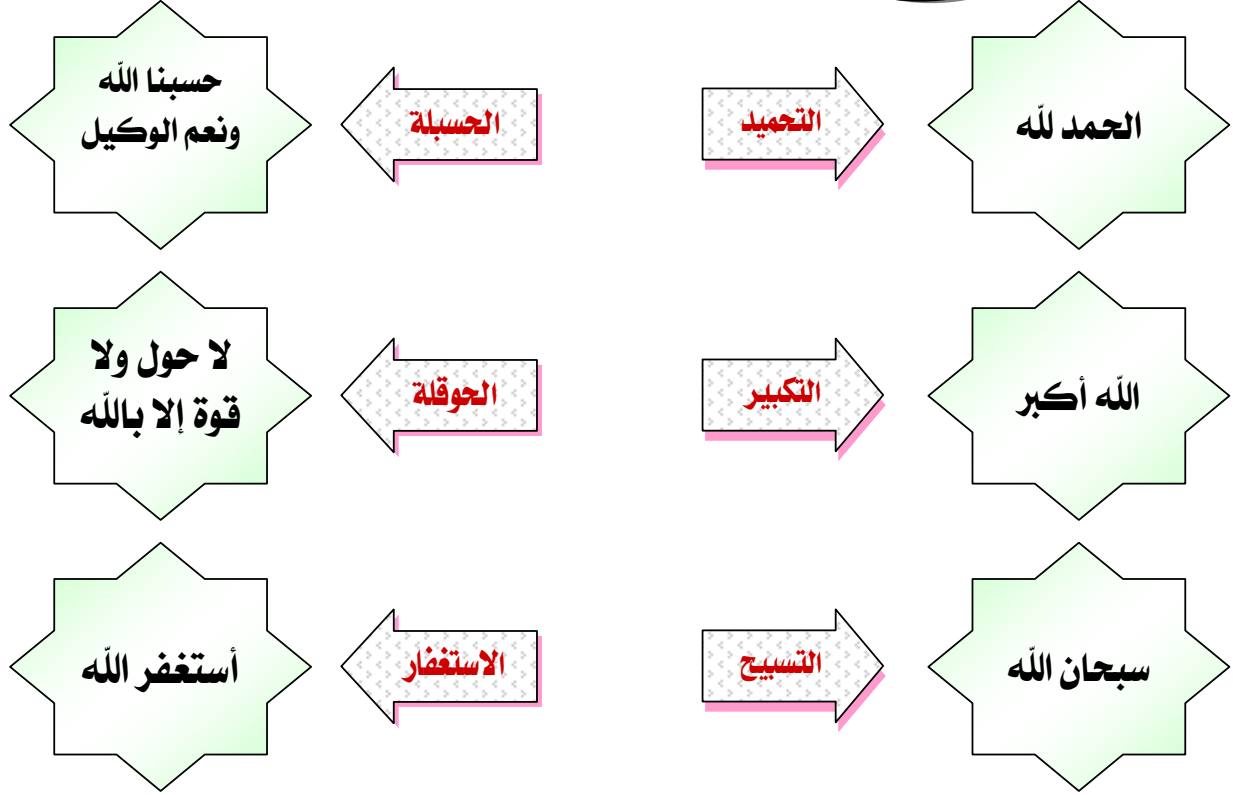 التحميد
الحمد لله
الحسبلة
حسبنا الله
ونعم الوكيل
التكبير
الله أكبر
الحوقلة
لا حول ولا
قوة إلا بالله
التسبيح
سبحان الله
الاستغفار
أستغفر الله